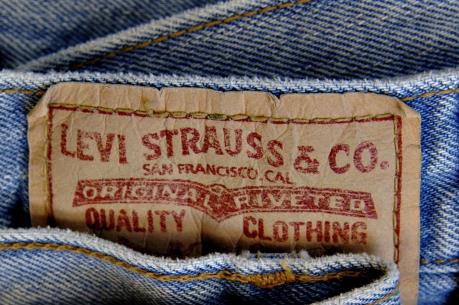 LEVI STRAUSS & CO.
SAN FRANCISCO, CAL
ORIGINAL RIVETED
QUALITY CLOTHING